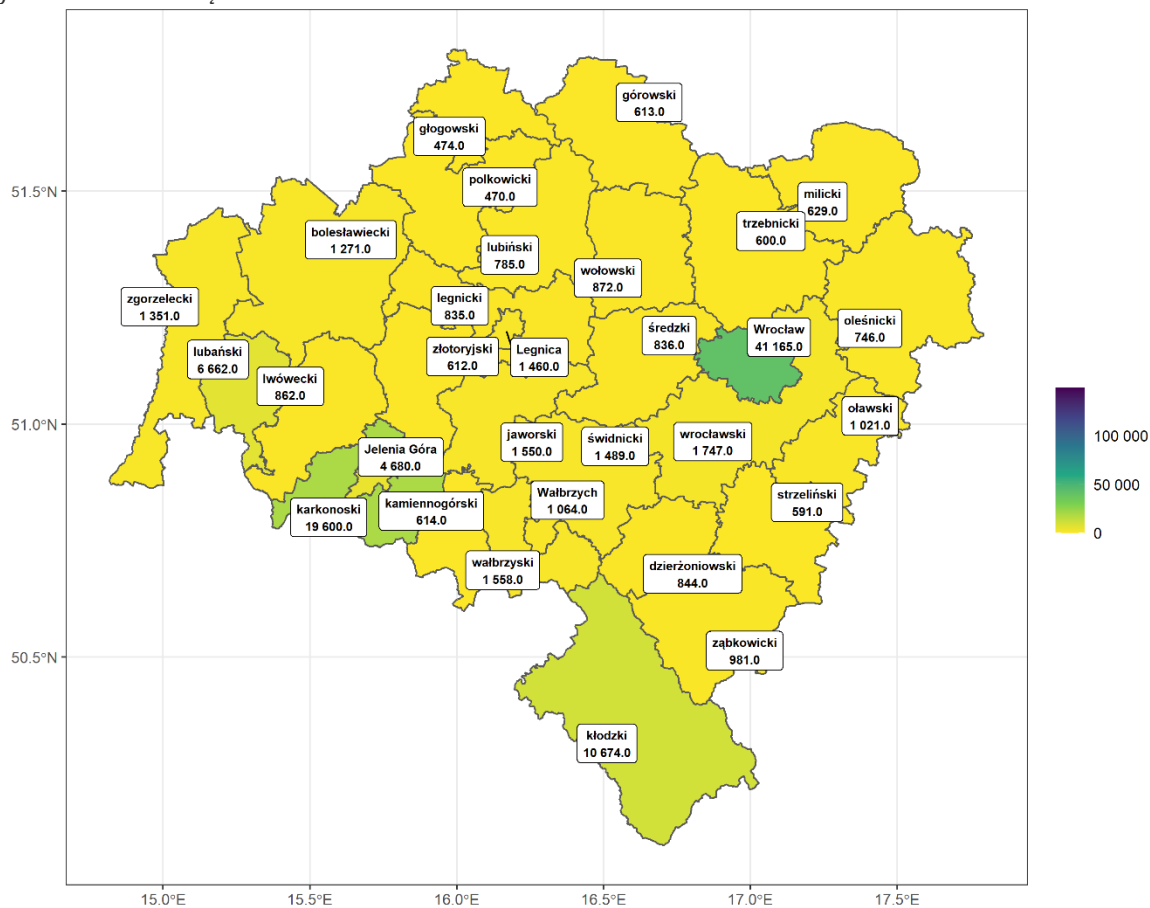 górowski
613.0
głogowski
474.0
polkowicki
470.0
milicki
629.0
trzebnicki
600.0
bolesławiecki
1 271.0
lubiński
785.0
wołowski
872.0
zgorzelecki
1 351.0
legnicki
835.0
średzki
836.0
Wrocław
41 165.0
oleśnicki
746.0
lubański
6 662.0
złotoryjski
612.0
Legnica
1 460.0
lwówecki
862.0
oławski
1 021.0
Jelenia Góra
4 680.0
jaworski
1 550.0
świdnicki
1 489.0
wrocławski
1 747.0
karkonoski
19 600.0
kamiennogórski
614.0
Wałbrzych
1 064.0
strzeliński
591.0
wałbrzyski
1 558.0
dzierżoniowski
844.0
ząbkowicki
981.0
kłodzki
10 674.0
51.5°N
51.0°N
50.5°N
15.0°E
15.5°E
16.0°E
16.5°E
17.0°E
17.5°E
100 000
50 000
0